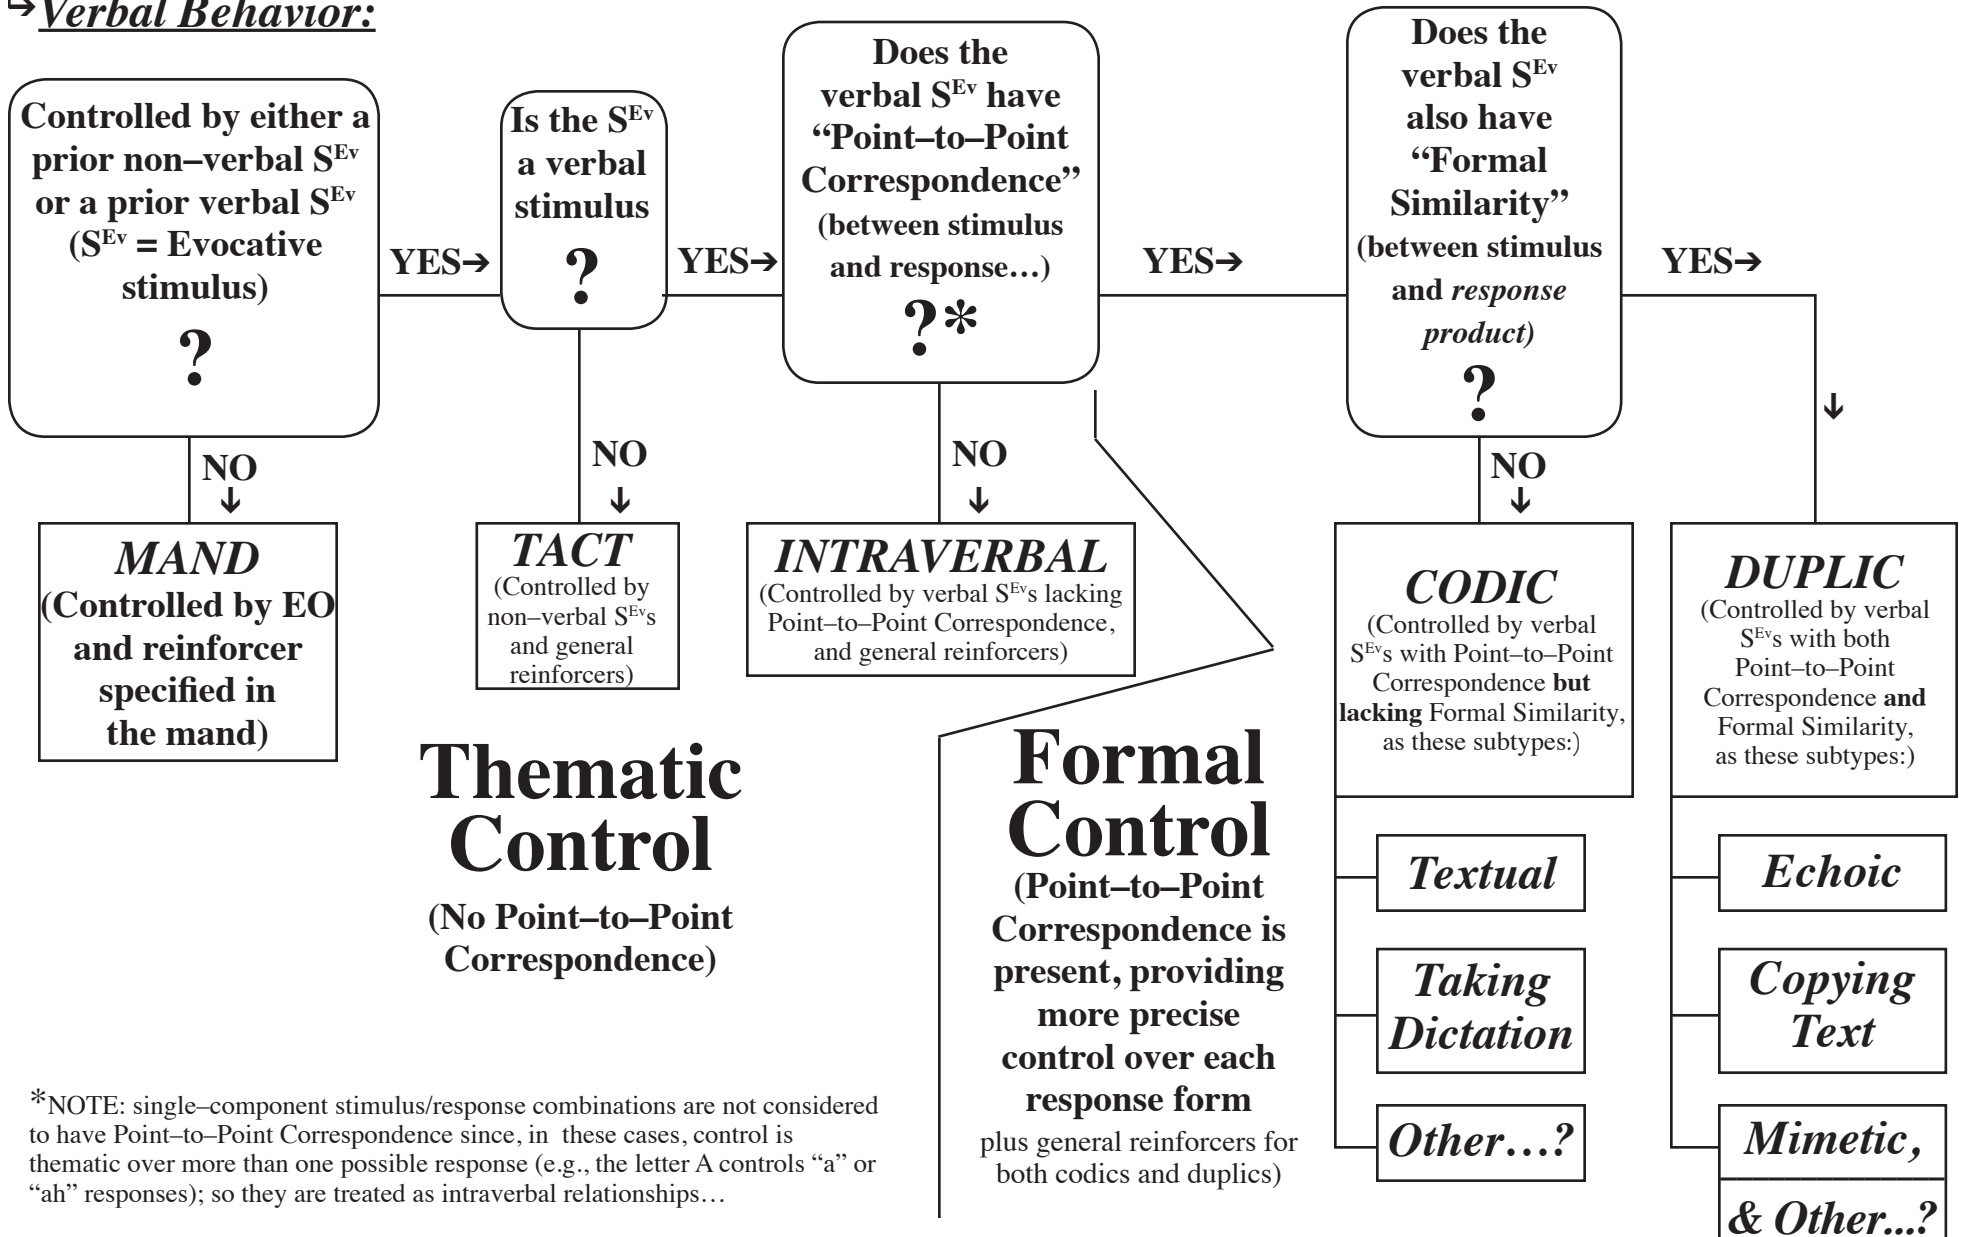 ↳Verbal Behavior:
Controlled by either a
prior non–verbal SEv
or a prior verbal SEv
(SEv = Evocative
stimulus)
?
YES➔
NO
↓
MAND
(Controlled by EO
and reinforcer
specified in
the mand)
Is the SEv
a verbal
stimulus
?
YES➔
NO
↓
TACT
(Controlled by
non–verbal SEvs
and general
reinforcers)
Does the
verbal SEv have
“Point–to–Point
Correspondence”
(between stimulus
and response…)
?*
YES➔
NO
↓
INTRAVERBAL
(Controlled by verbal SEvs lacking
Point–to–Point Correspondence,
and general reinforcers)
Does the
verbal SEv
also have
“Formal
Similarity”
(between stimulus
and response
product)
?
YES➔
↓
NO
↓
CODIC
(Controlled by verbal
SEvs with Point–to–Point
Correspondence but
lacking Formal Similarity,
as these subtypes:)
Textual
Taking
Dictation
Other…?
DUPLIC
(Controlled by verbal
SEvs with both
Point–to–Point
Correspondence and
Formal Similarity,
as these subtypes:)
Echoic
Copying
Text
Mimetic,
& Other...?
Thematic
Control
(No Point–to–Point
Correspondence)
Formal
Control
(Point–to–Point
Correspondence is
present, providing
more precise
control over each
response form
plus general reinforcers for
both codics and duplics)
*NOTE: single–component stimulus/response combinations are not considered
to have Point–to–Point Correspondence since, in these cases, control is
thematic over more than one possible response (e.g., the letter A controls “a” or
“ah” responses); so they are treated as intraverbal relationships…